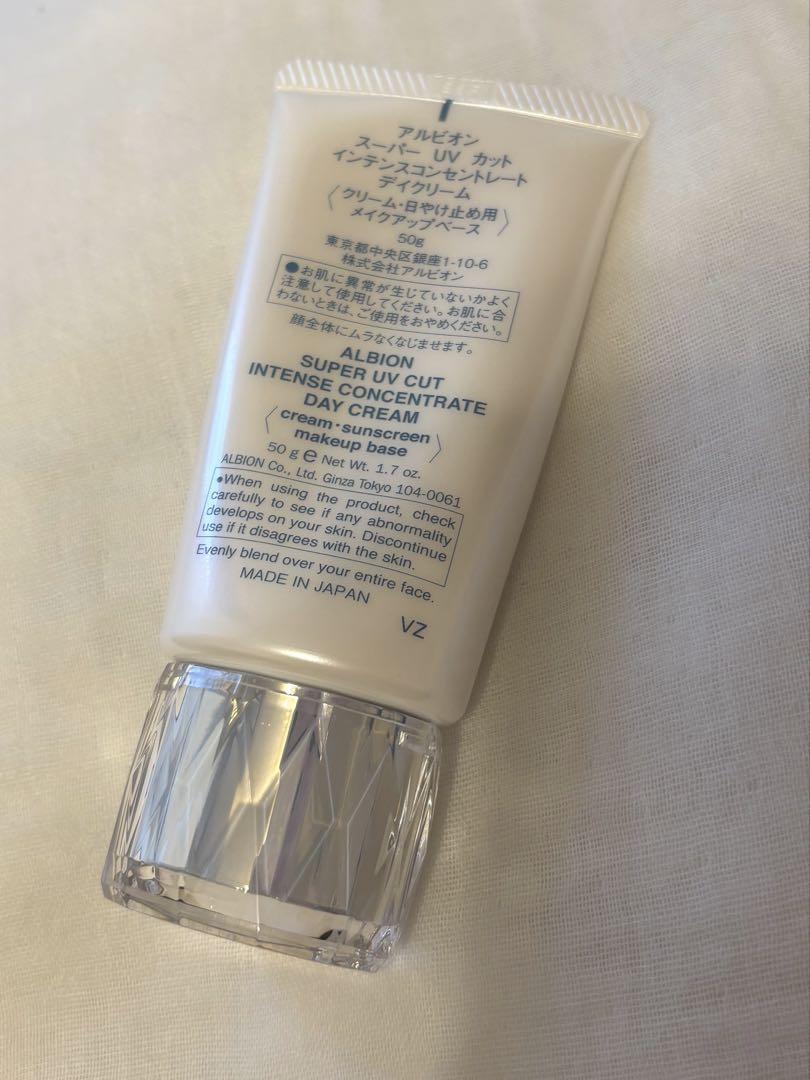 アルビオン
スーパー UV カット
インテンスコンセントレート
デイクリーム
〈クリーム・日やけ止め用
メイクアップベース〉
50g
東京都中央区銀座1-10-6
株式会社アルビオン
●お肌に異常が生じていないかよく
注意して使用してください。お肌に合
わないときは、ご使用をおやめください。
顔全体にムラなくなじませます。
ALBION
SUPER UV CUT
INTENSE CONCENTRATE
DAY CREAM
〈cream・sunscreen
makeup base〉
50 g ℮ Net Wt. 1.7 oz.
ALBION Co., Ltd. Ginza Tokyo 104-0061
●When using the product, check
carefully to see if any abnormality
develops on your skin. Discontinue
use if it disagrees with the skin.
Evenly blend over your entire face.
MADE IN JAPAN
VZ